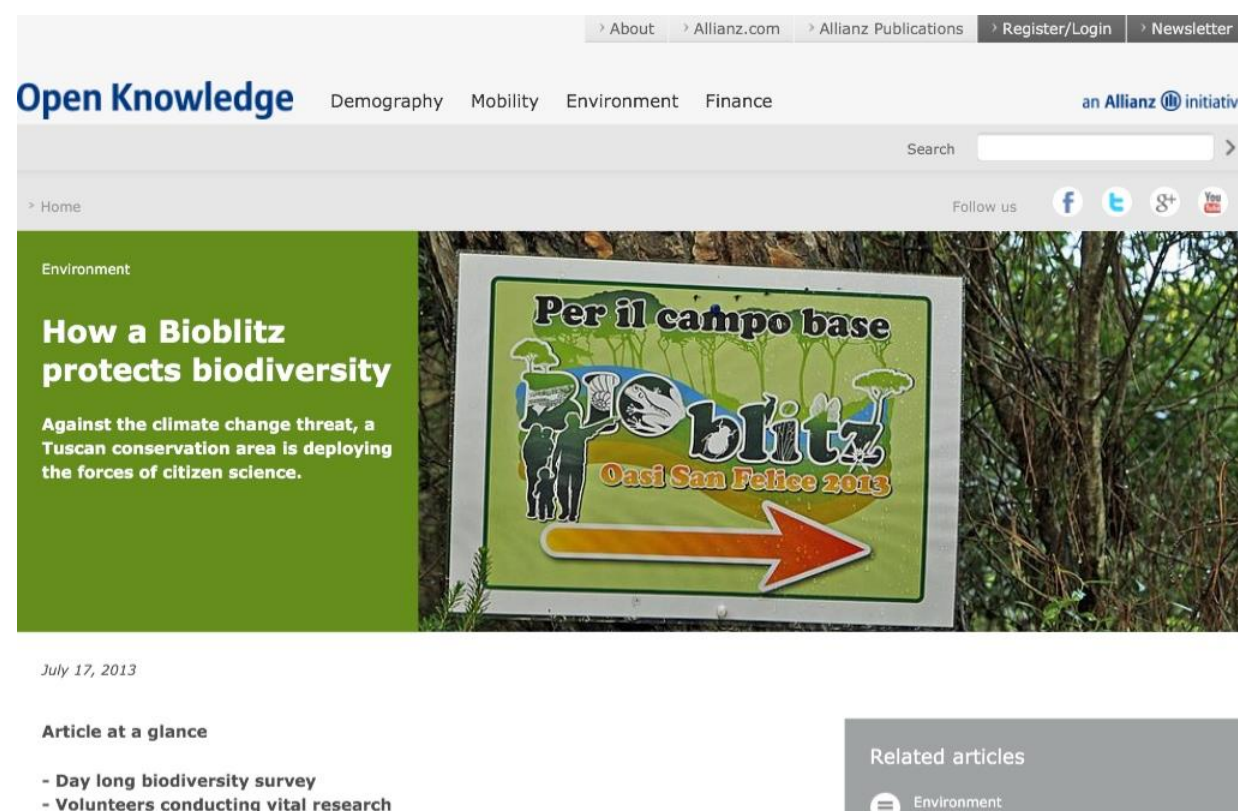 About
Allianz.com
Allianz Publications
Register/Login
Newsletter
Open Knowledge
Demography
Mobility
Environment
Finance
an Allianz initiativ
Search
Home
Follow us
f
t
g+
You Tube
Environment
How a Bioblitz
protects biodiversity
Against the climate change threat, a
Tuscan conservation area is deploying
the forces of citizen science.
Per il campo base
BIOblitz
Oasi San Felice 2013
July 17, 2013
Article at a glance
- Day long biodiversity survey
- Volunteers conducting vital research
Related articles
Environment